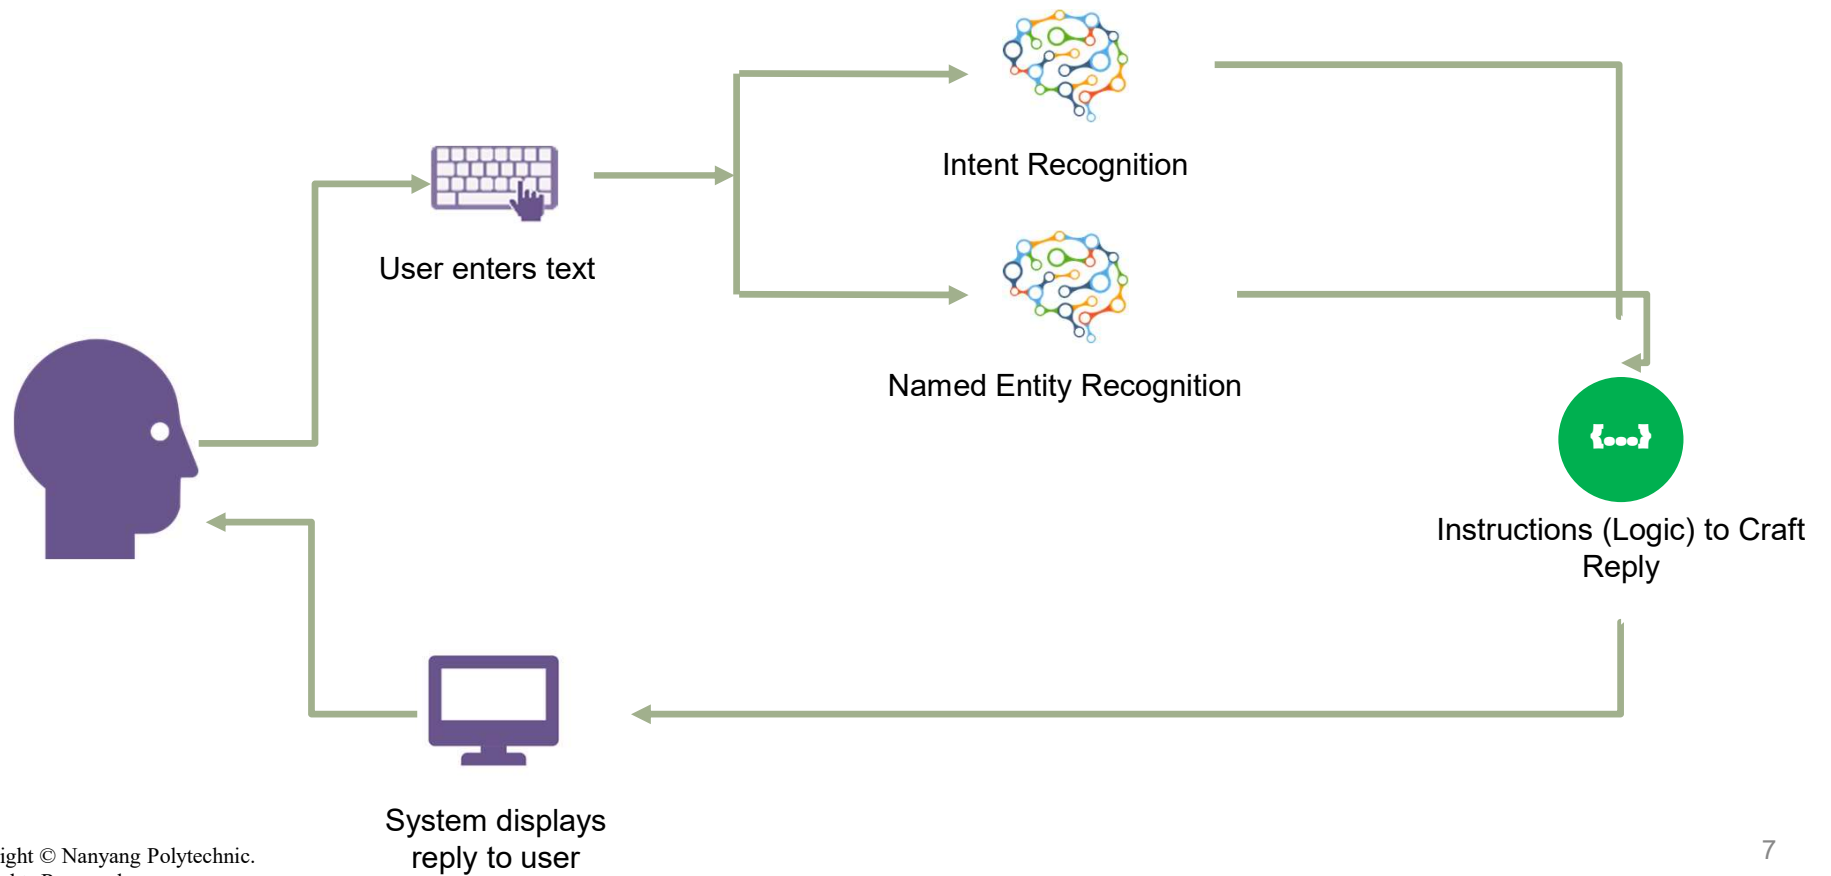 Intent Recognition
User enters text
Named Entity Recognition
{...}
Instructions (Logic) to Craft
Reply
System displays
reply to user
ight © Nanyang Polytechnic.
7